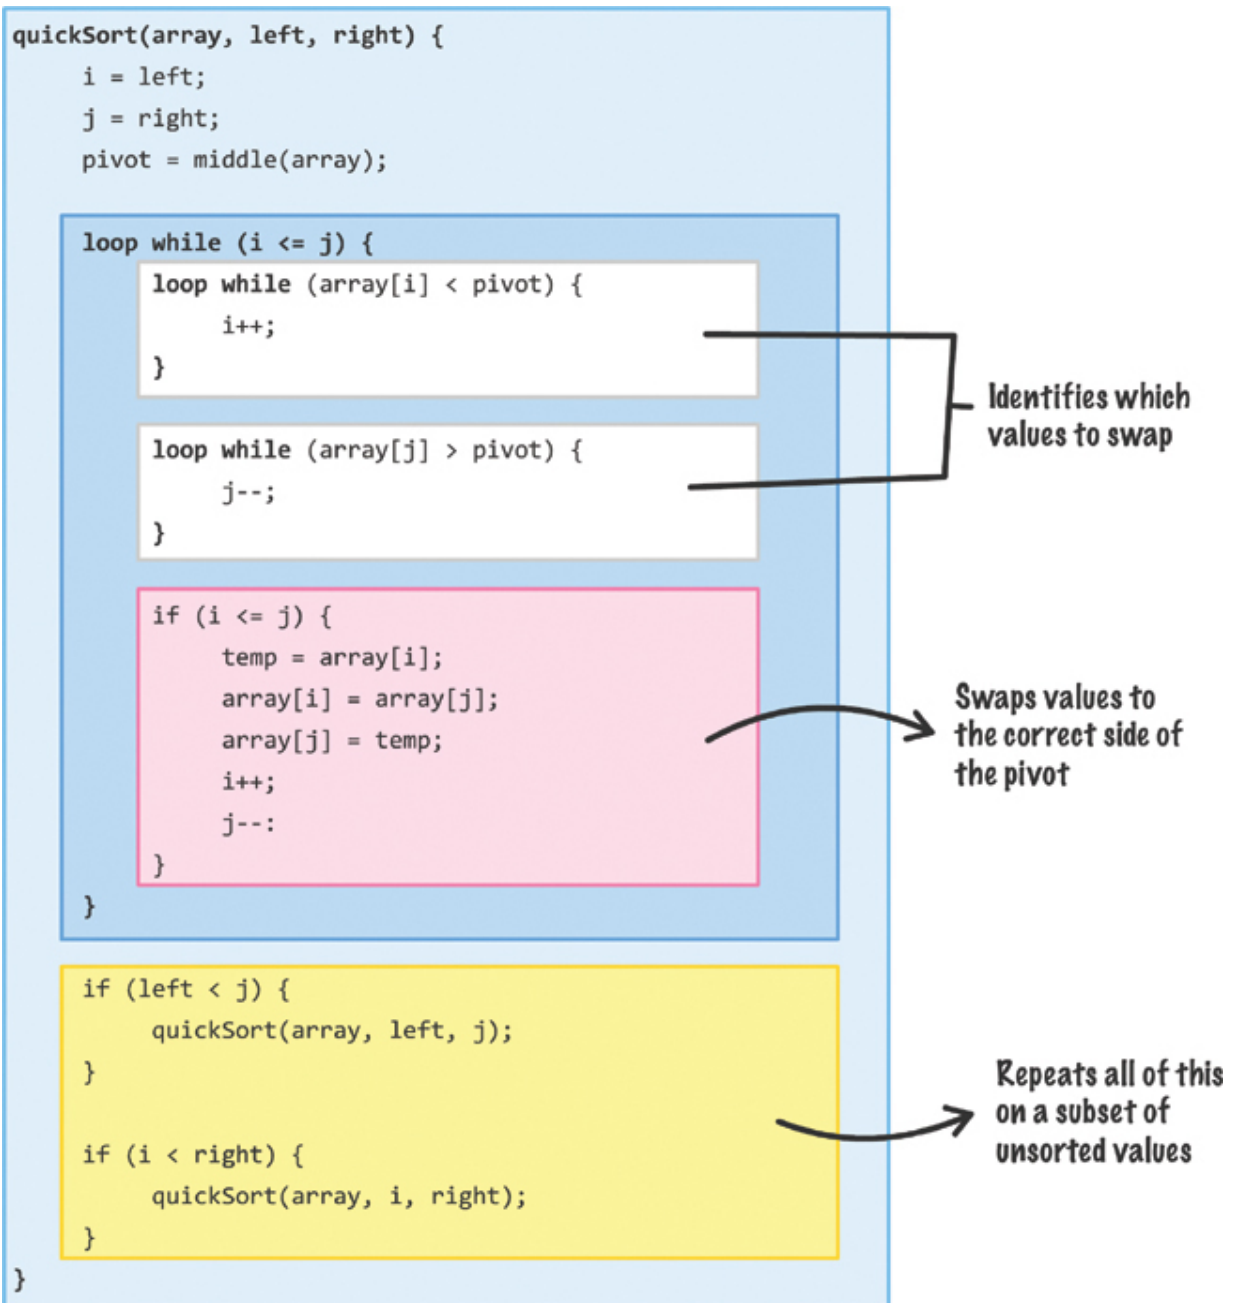 quickSort(array, left, right) {
i = left;
j = right;
pivot = middle(array);
loop while (i <= j) {
loop while (array[i] < pivot) {
i++;
}
loop while (array[j] > pivot) {
j--;
}
Identifies which
values to swap
if (i <= j) {
temp = array[i];
array[i] = array[j];
array[j] = temp;
i++;
j--:
}
Swaps values to
the correct side of
the pivot
}
if (left < j) {
quickSort(array, left, j);
}
if (i < right) {
quickSort(array, i, right);
}
Repeats all of this
on a subset of
unsorted values
}